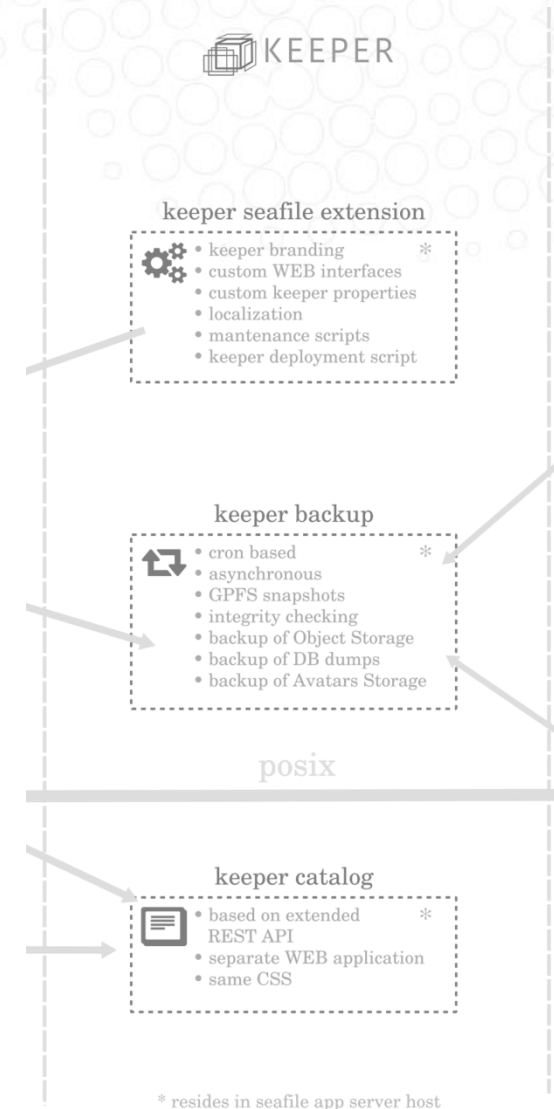 KEEPER
keeper seafile extension
• keeper branding *
• custom WEB interfaces
• custom keeper properties
• localization
• mantenance scripts
• keeper deployment script
keeper backup
• cron based *
• asynchronous
• GPFS snapshots
• integrity checking
• backup of Object Storage
• backup of DB dumps
• backup of Avatars Storage
posix
keeper catalog
• based on extended *
REST API
• separate WEB application
• same CSS
* resides in seafile app server host